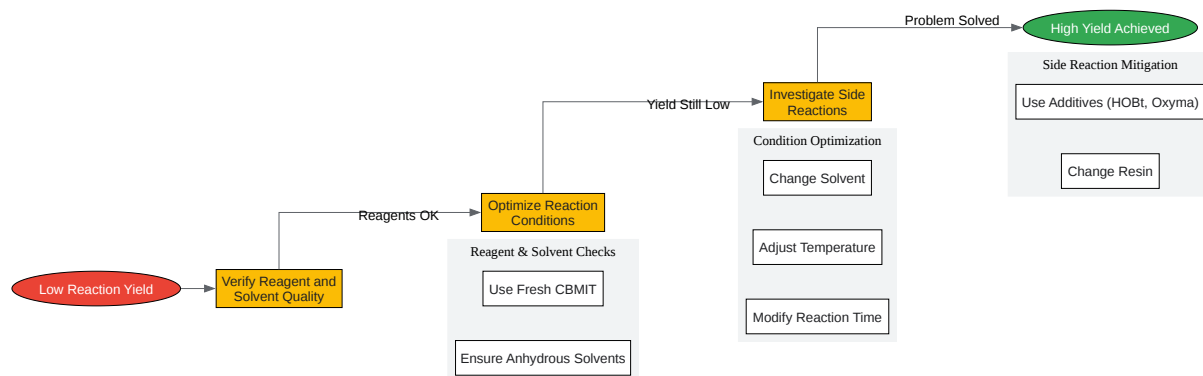 Low Reaction Yield
Verify Reagent and
Solvent Quality
Reagents OK
Optimize Reaction
Conditions
Reagent & Solvent Checks
Use Fresh CBMIT
Ensure Anhydrous Solvents
Yield Still Low
Investigate Side
Reactions
Condition Optimization
Change Solvent
Adjust Temperature
Modify Reaction Time
Problem Solved
High Yield Achieved
Side Reaction Mitigation
Use Additives (HOBt, Oxyma)
Change Resin